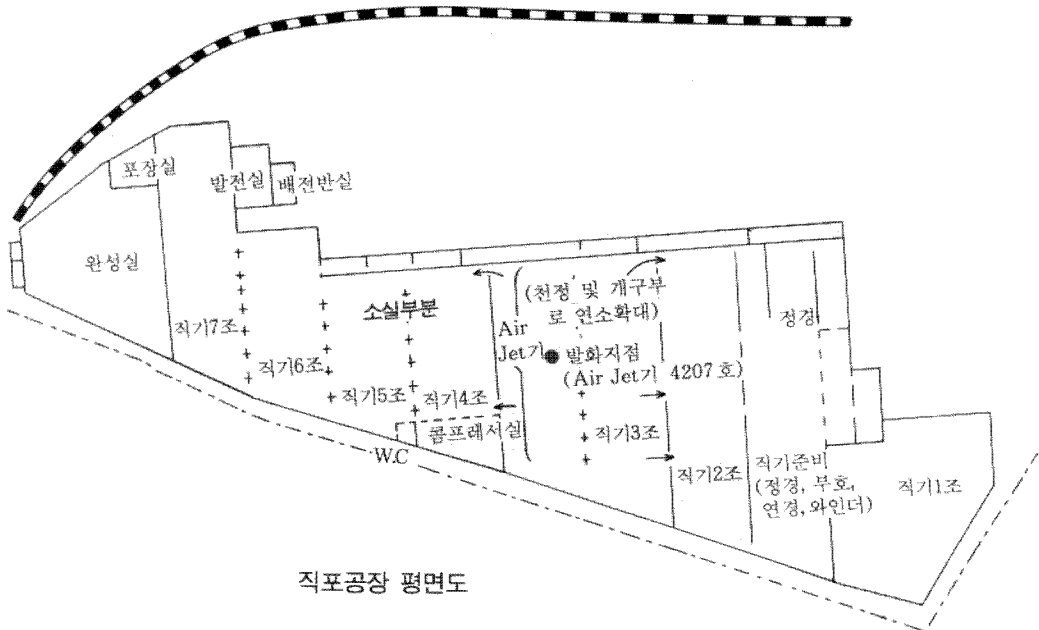 포장실
발전실 배전반실
완성실
직기7조
직기6조
직기5조
직기4조
소실부분
(천정 및 개구부
로 연소확대)
Air
Jet기
발화지점
(Air Jet기 4207호)
정경
콤프레서실
W.C
직기3조
직기2조
직기준비
(정경, 부호,
연경, 와인더)
직기1조
직포공장 평면도